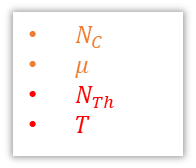 • N_C
• μ
• N_Th
• T